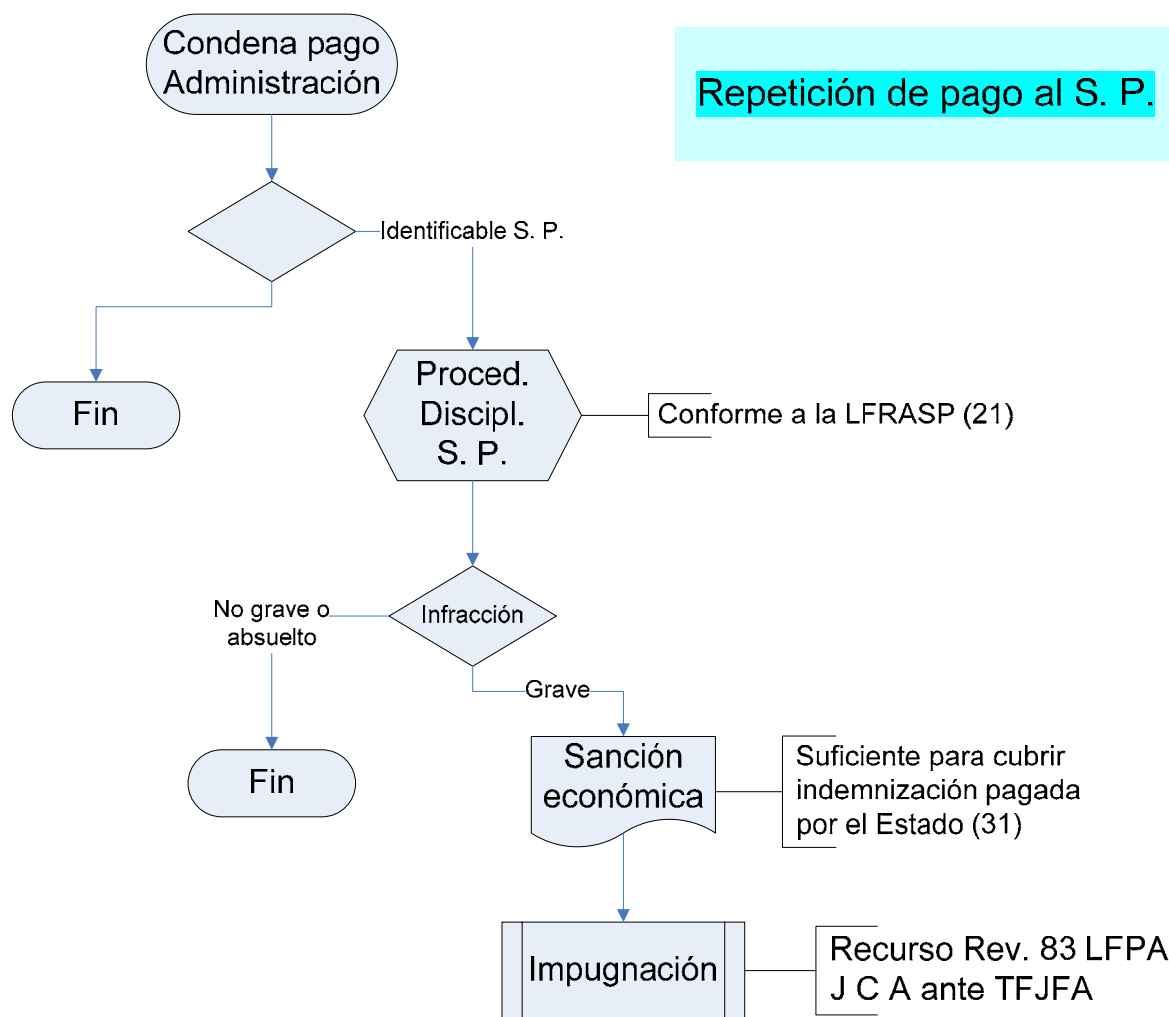 Condena pago
Administración
Repetición de pago al S. P.
Identificable S. P.
Fin
Proced.
Discipl.
S. P.
Conforme a la LFRASP (21)
No grave o
absuelto
Infracción
Grave
Fin
Sanción
económica
Suficiente para cubrir
indemnización pagada
por el Estado (31)
Impugnación
Recurso Rev. 83 LFPA
J C A ante TFJFA